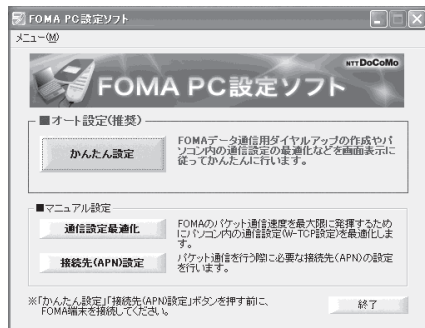 FOMA PC設定ソフト
メニュー(M)
NTT DoCoMo
FOMA PC設定ソフト
■オート設定(推奨)
かんたん設定
FOMAデータ通信用ダイヤルアップの作成やパ
ソコン内の通信設定の最適化などを画面表示に
従ってかんたんに行います。
■マニュアル設定
通信設定最適化
FOMAのパケット通信速度を最大限に発揮するため
にパソコン内の通信設定(W-TCP設定)を最適化しま
す。
接続先(APN)設定
パケット通信を行う際に必要な接続先(APN)の設定
を行います。
※「かんたん設定」「接続先(APN)設定」ボタンを押す前に、
FOMA端末を接続してください。
終了